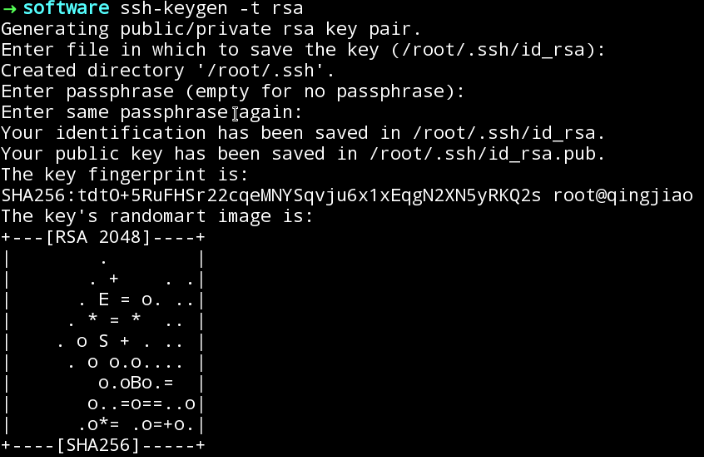 → software ssh-keygen -t rsa
Generating public/private rsa key pair.
Enter file in which to save the key (/root/.ssh/id_rsa):
Created directory '/root/.ssh'.
Enter passphrase (empty for no passphrase):
Enter same passphrase again:
Your identification has been saved in /root/.ssh/id_rsa.
Your public key has been saved in /root/.ssh/id_rsa.pub.
The key fingerprint is:
SHA256:tdtO+5RuFHSr22cqeMNYSqvju6x1xEqgN2XN5yRKQ2s root@qingjiao
The key's randomart image is:
+---[RSA 2048]----+
|        .        |
|       . +    . .|
|      . E = o. ..|
|     . * = *  .. |
|    . o S + . .. |
|     . o o.o.... |
|        o.oBo.=  |
|       o..=o==..o|
|      .o*= .o=+o.|
+----[SHA256]-----+